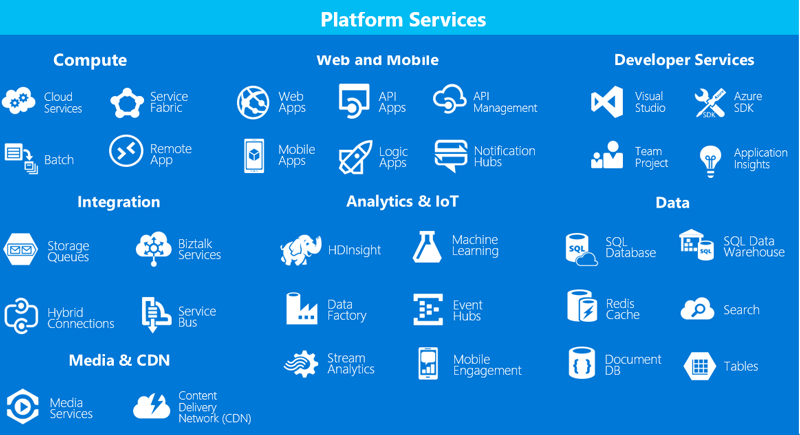 Platform Services
Compute
Cloud
Services
Service
Fabric
Batch
Remote
App
Web and Mobile
Web
Apps
API
Apps
API
Management
Mobile
Apps
Logic
Apps
Notification
Hubs
Developer Services
Visual
Studio
SDK
Azure
SDK
Team
Project
Application
Insights
Integration
Storage
Queues
Biztalk
Services
Hybrid
Connections
Service
Bus
Analytics & IoT
HDInsight
Machine
Learning
Data
Factory
Event
Hubs
Stream
Analytics
Mobile
Engagement
Data
SQL
SQL
Database
SQL
SQL Data
Warehouse
Redis
Cache
Search
Document
DB
Tables
Media & CDN
Media
Services
Content
Delivery
Network (CDN)